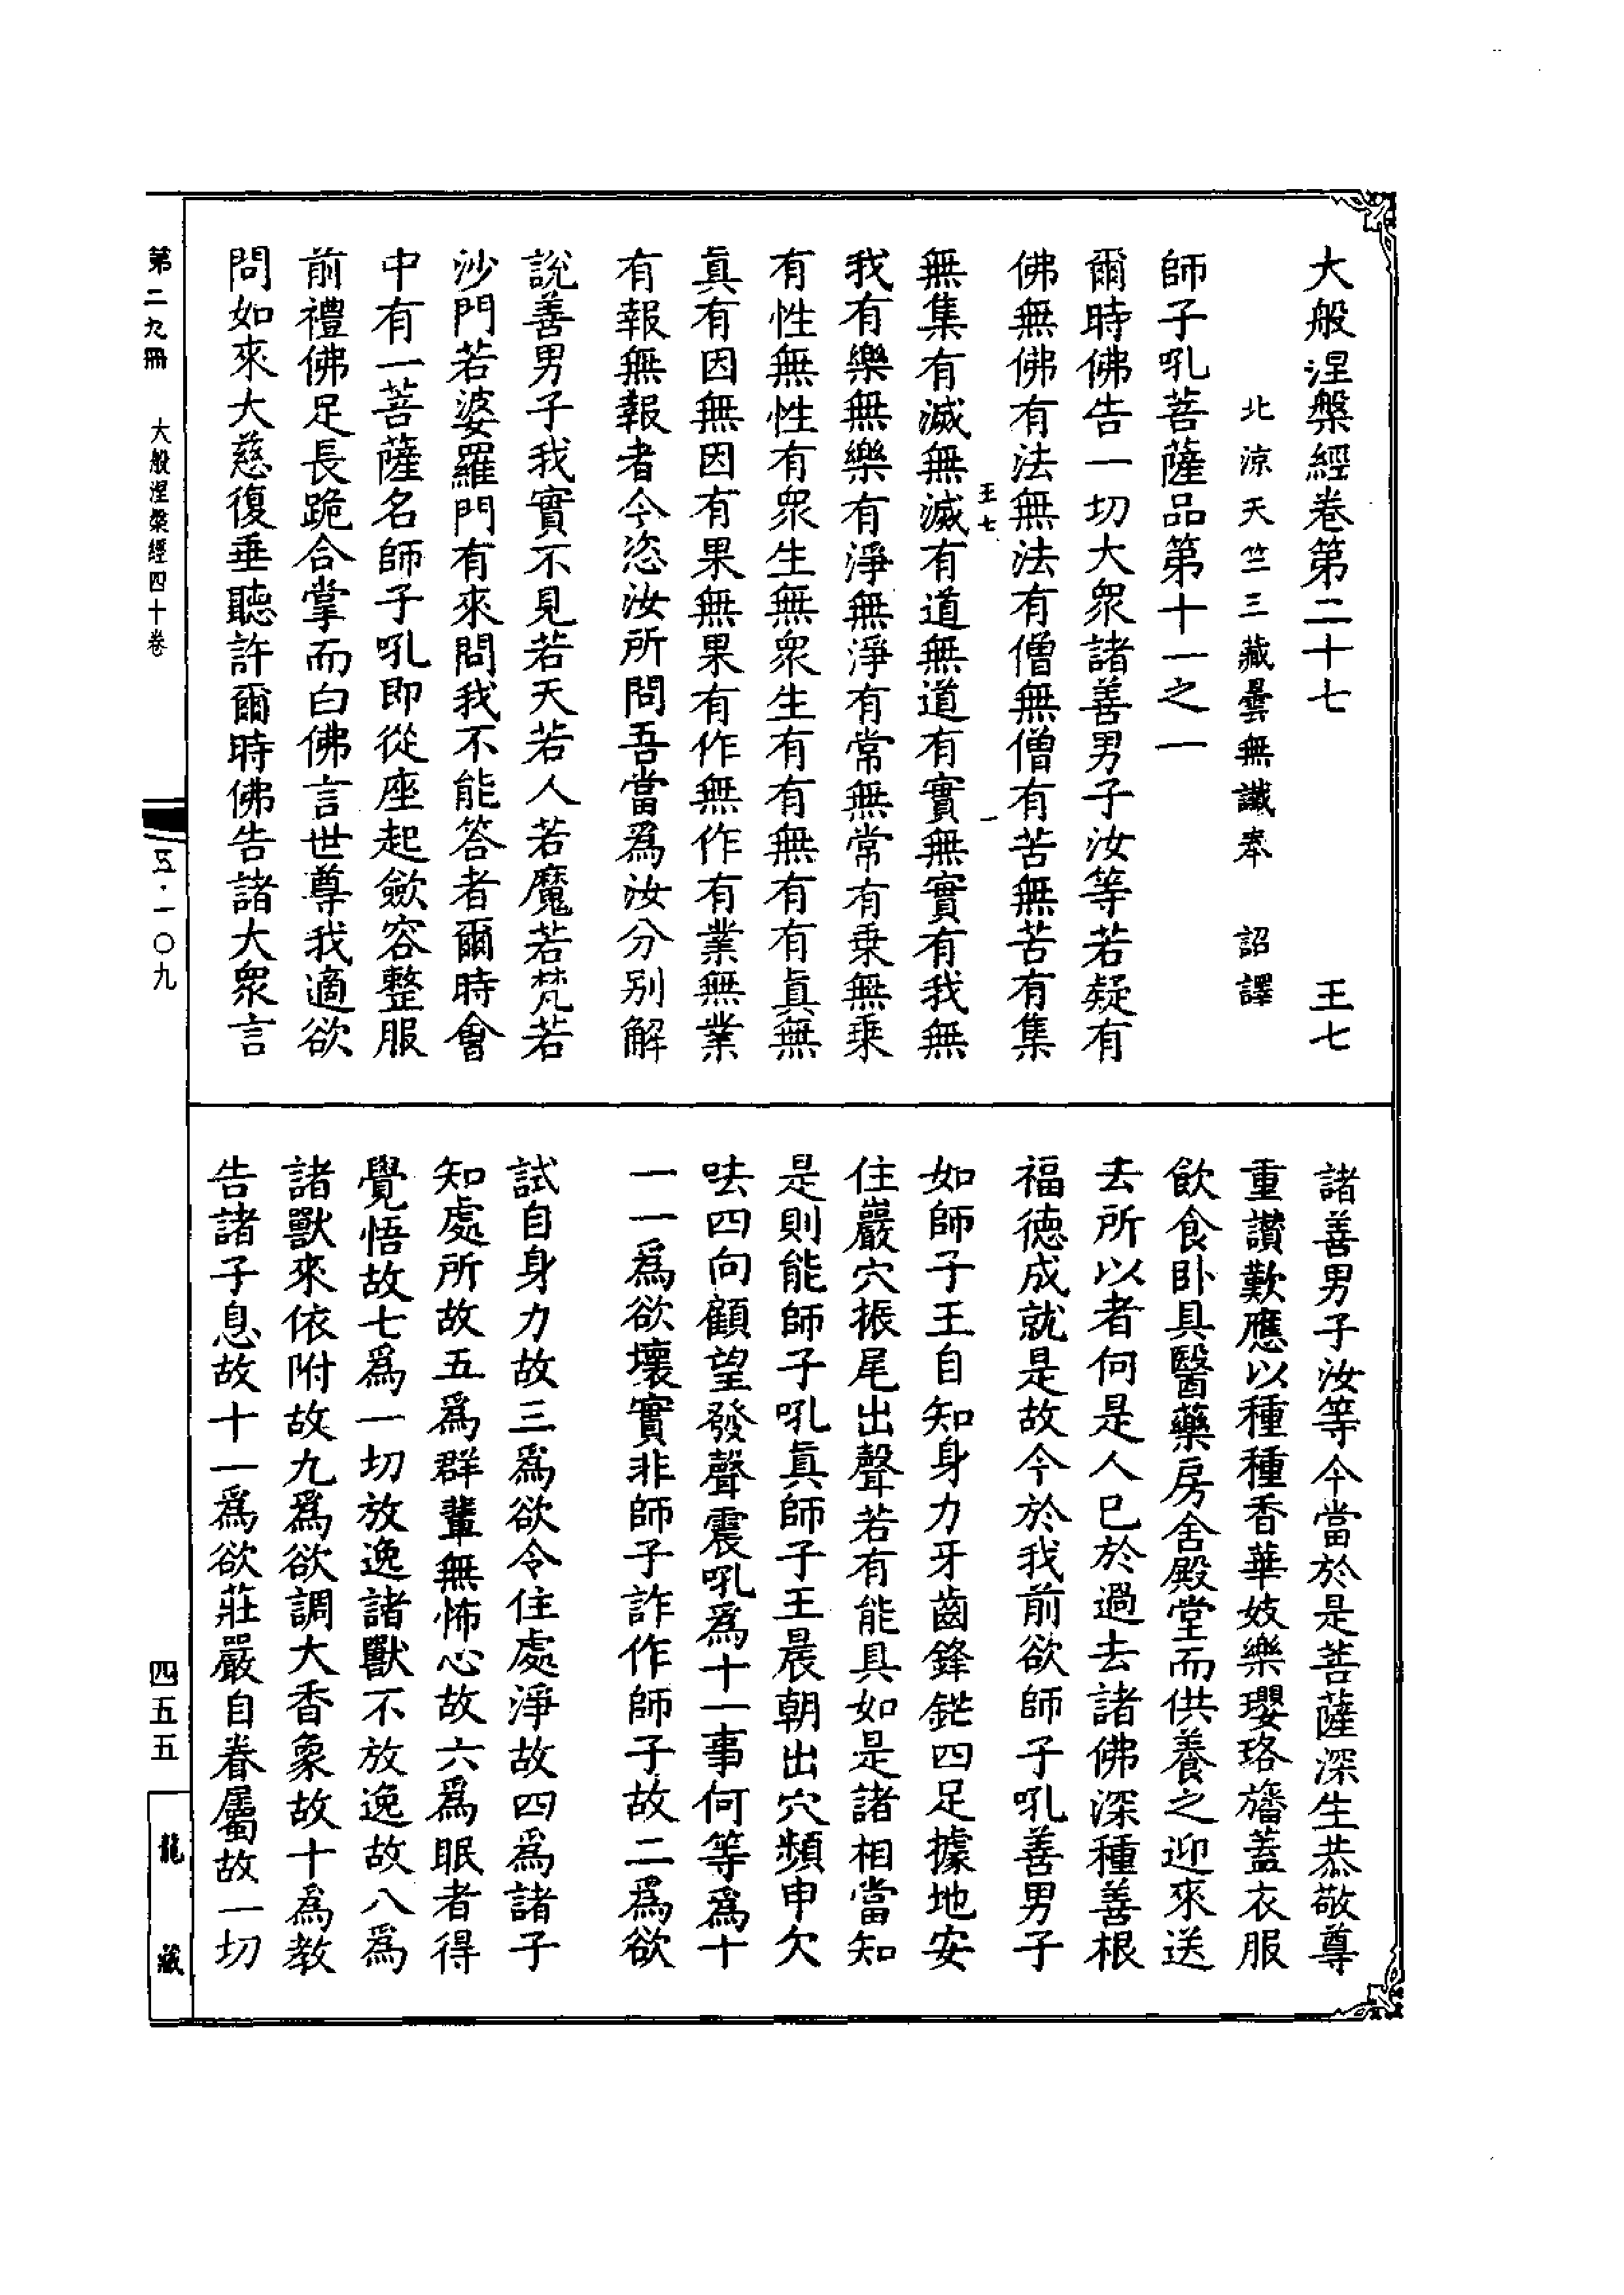 大般涅槃經卷第二十七　王七
北涼天竺三藏曇無讖奉　詔譯
師子吼菩薩品第十一之一
爾時佛告一切大眾諸善男子汝等若疑有
佛無佛有法無法有僧無僧有苦無苦有集
王七　一
無集有滅無滅有道無道有實無實有我無
我有樂無樂有淨無淨有常無常有乘無乘
有性無性有眾生無眾生有有無有有真無
真有因無因有果無果有作無作有業無業
有報無報者今恣汝所問吾當為汝分別解
說善男子我實不見若天若人若魔若梵若
沙門若婆羅門有來問我不能答者爾時會
中有一菩薩名師子吼即從座起歛容整服
前禮佛足長跪合掌而白佛言世尊我適欲
問如來大慈復垂聽許爾時佛告諸大眾言
諸善男子汝等今當於是菩薩深生恭敬尊
重讚歎應以種種香華妓樂瓔珞旛蓋衣服
飲食卧具醫藥房舍殿堂而供養之迎來送
去所以者何是人已於過去諸佛深種善根
福德成就是故今於我前欲師子吼善男子
如師子王自知身力牙齒鋒鋩四足據地安
住巖穴振尾出聲若有能具如是諸相當知
是則能師子吼真師子王晨朝出穴頻申欠
呿四向顧望發聲震吼為十一事何等為十
一一為欲壞實非師子詐作師子故二為欲
試自身力故三為欲令住處淨故四為諸子
知處所故五為群輩無怖心故六為眠者得
覺悟故七為一切放逸諸獸不放逸故八為
諸獸來依附故九為欲調大香象故十為教
告諸子息故十一為欲莊嚴自眷屬故一切
第二九冊　大般涅槃經四十卷
五·一〇九
四五五
龍藏